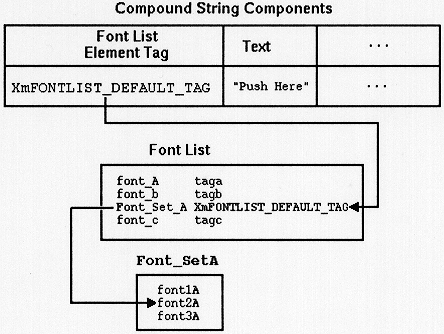 Compound String Components
Font List Element Tag
Text
...
XmFONTLIST_DEFAULT_TAG
"Push Here"
...
Font List
font_A taga
font_b tagb
Font_Set_A XmFONTLIST_DEFAULT_TAG
font_c tagc
Font_SetA
font1A
font2A
font3A